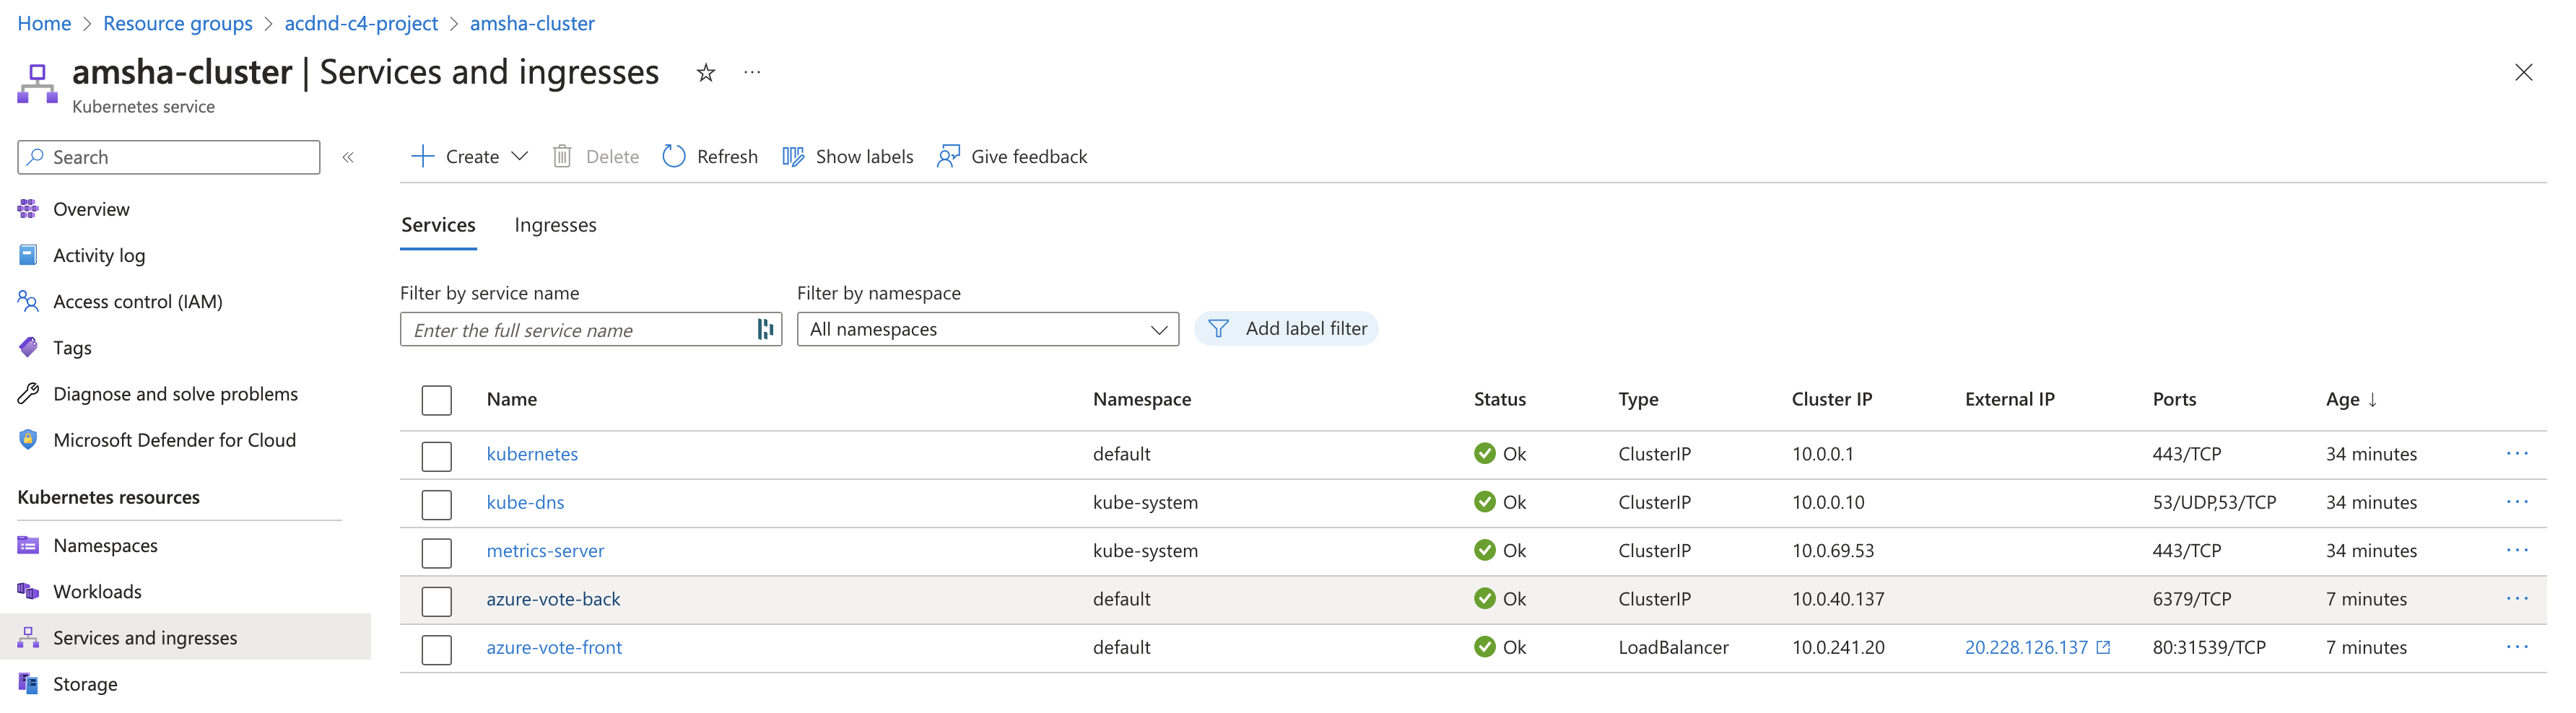 Home > Resource groups > acdnd-c4-project > amsha-cluster
amsha-cluster | Services and ingresses
Kubernetes service
Search
Create
Delete
Refresh
Show labels
Give feedback
Overview
Activity log
Access control (IAM)
Tags
Diagnose and solve problems
Microsoft Defender for Cloud
Kubernetes resources
Namespaces
Workloads
Services and ingresses
Storage
Services Ingresses
Filter by service name Filter by namespace
Enter the full service name All namespaces Add label filter
Name Namespace Status Type Cluster IP External IP Ports Age ↓
kubernetes default Ok ClusterIP 10.0.0.1 443/TCP 34 minutes
kube-dns kube-system Ok ClusterIP 10.0.0.10 53/UDP,53/TCP 34 minutes
metrics-server kube-system Ok ClusterIP 10.0.69.53 443/TCP 34 minutes
azure-vote-back default Ok ClusterIP 10.0.40.137 6379/TCP 7 minutes
azure-vote-front default Ok LoadBalancer 10.0.241.20 20.228.126.137 80:31539/TCP 7 minutes